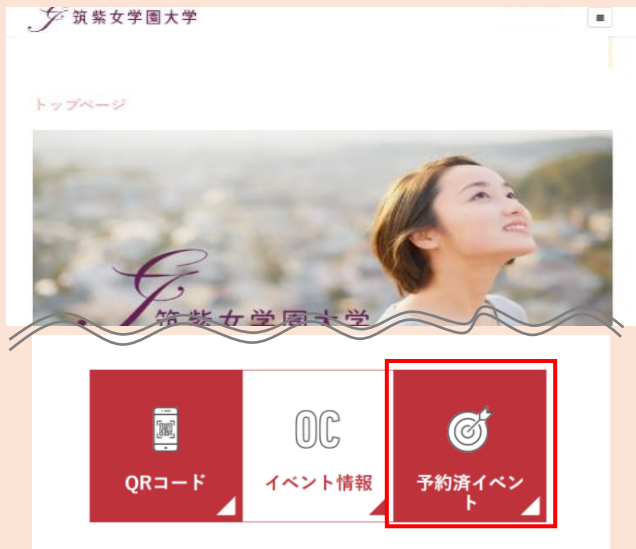 筑紫女学園大学
トップページ
筑紫女学園大学
QRコード
OC
イベント情報
予約済イベン
ト